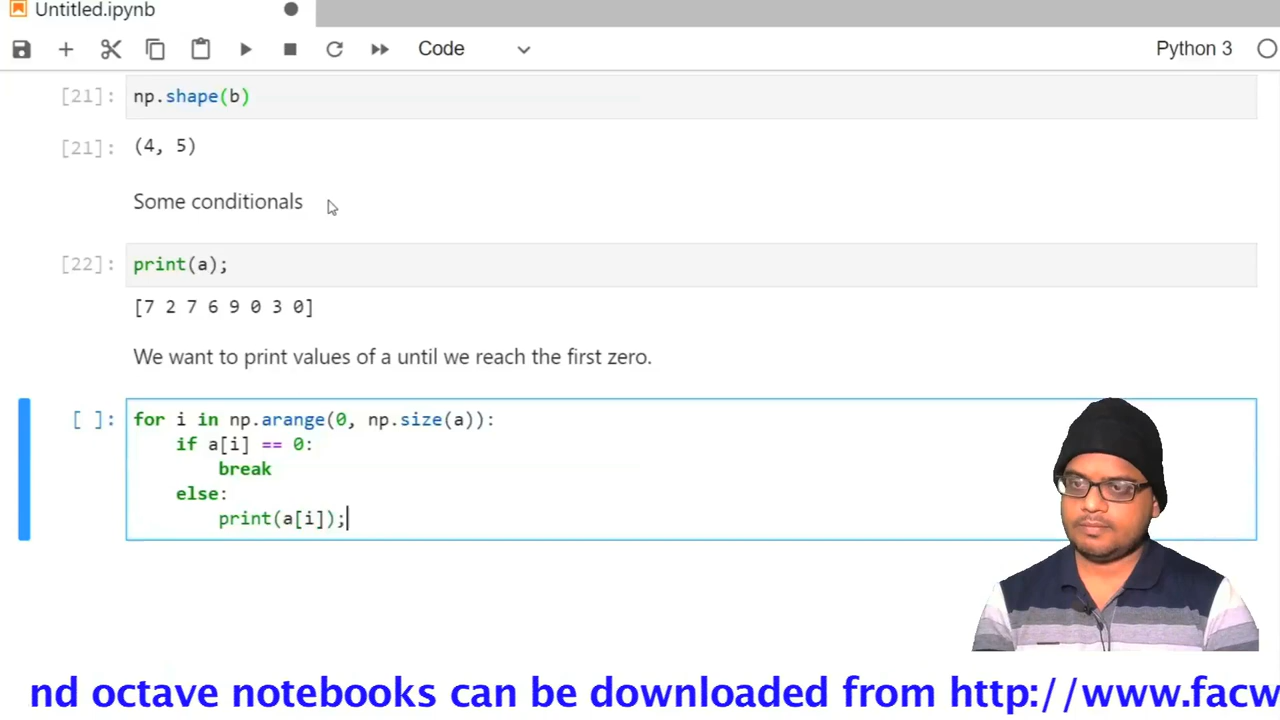 Untitled.ipynb
Code
Python 3
[21]: np.shape(b)
[21]: (4, 5)
Some conditionals
[22]: print(a);
[7 2 7 6 9 0 3 0]
We want to print values of a until we reach the first zero.
[ ]: for i in np.arange(0, np.size(a)):
if a[i] == 0:
break
else:
print(a[i]);
nd octave notebooks can be downloaded from http://www.facw